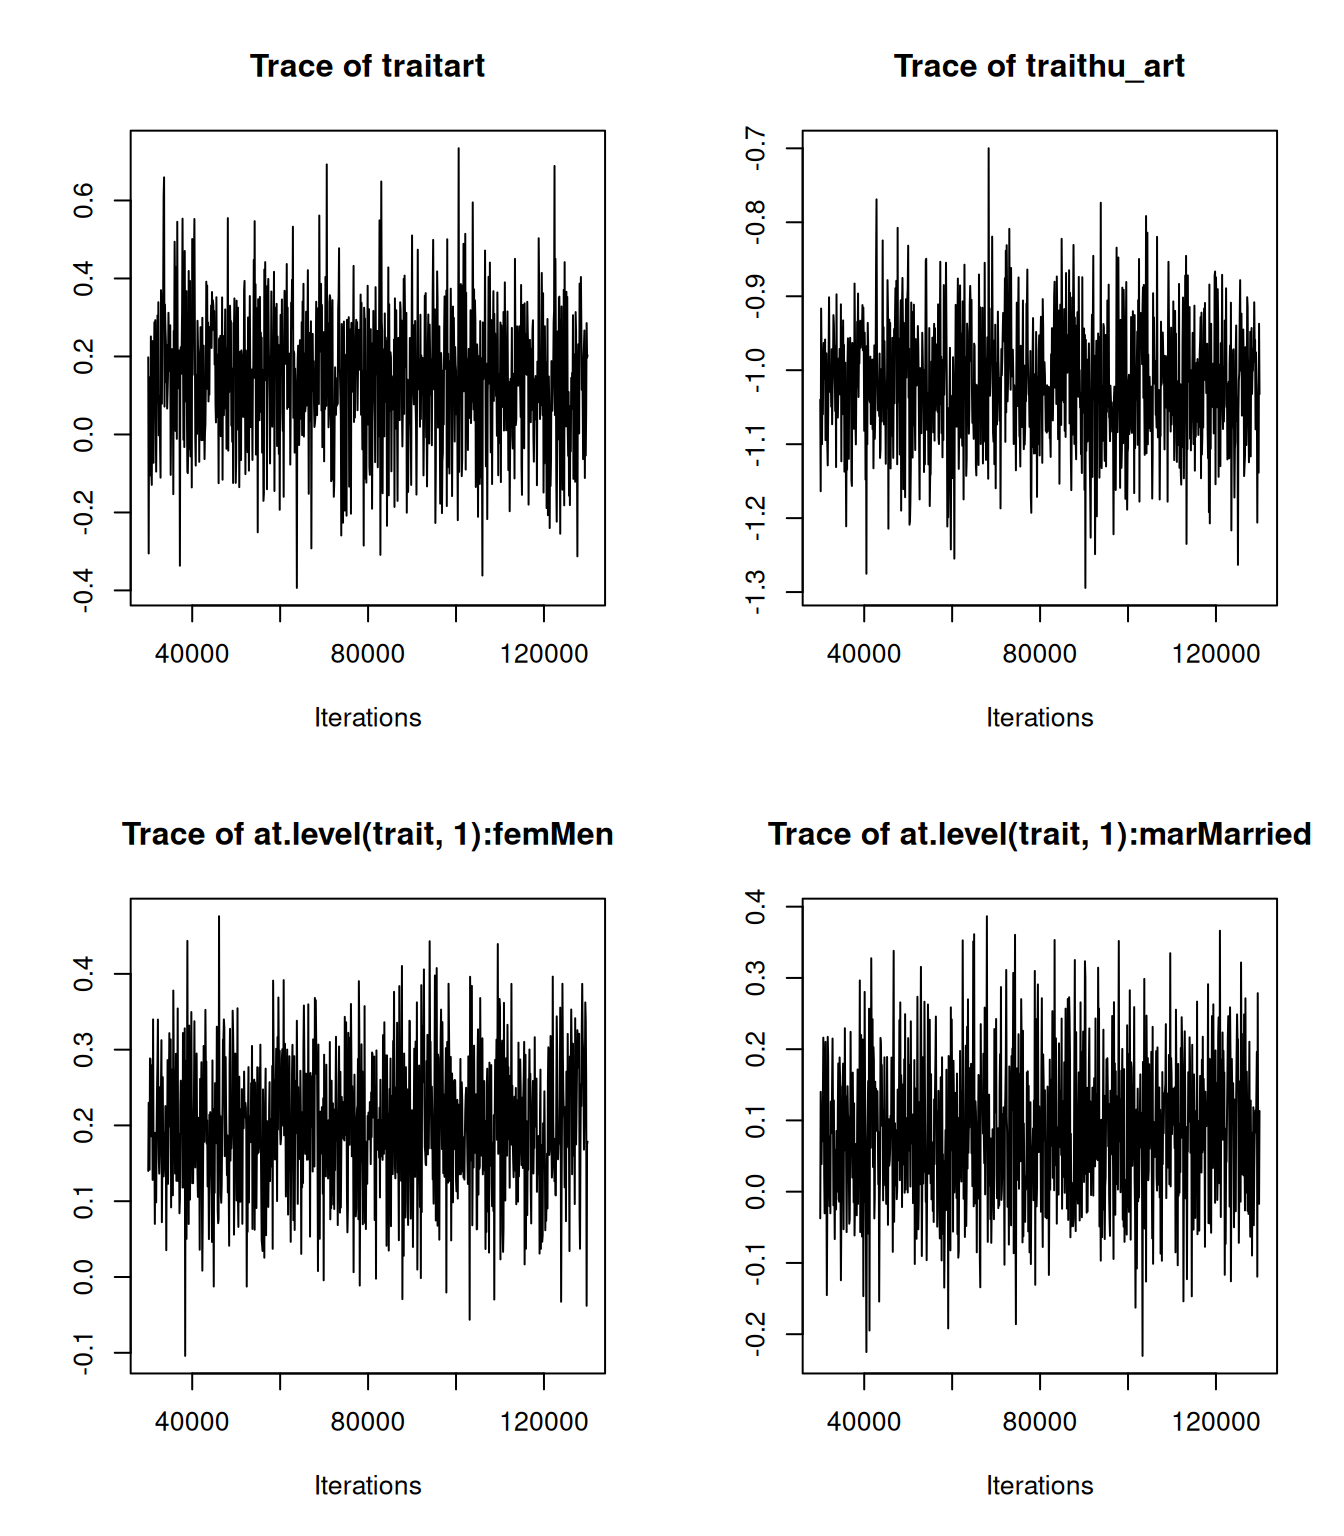 Trace of traitart
0.6
0.4
0.2
0.0
-0.2
-0.4
40000 80000 120000
Iterations
Trace of traithu_art
-0.7
-0.8
-0.9
-1.0
-1.1
-1.2
-1.3
40000 80000 120000
Iterations
Trace of at.level(trait, 1):femMen
0.4
0.3
0.2
0.1
0.0
-0.1
40000 80000 120000
Iterations
Trace of at.level(trait, 1):marMarried
0.4
0.3
0.2
0.1
0.0
-0.1
-0.2
40000 80000 120000
Iterations